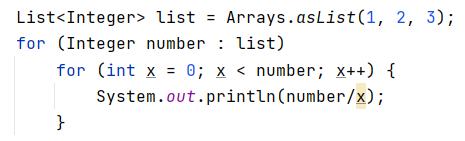 List<Integer> list = Arrays.asList(1, 2, 3);
for (Integer number : list)
    for (int x = 0; x < number; x++) {
        System.out.println(number/x);
    }